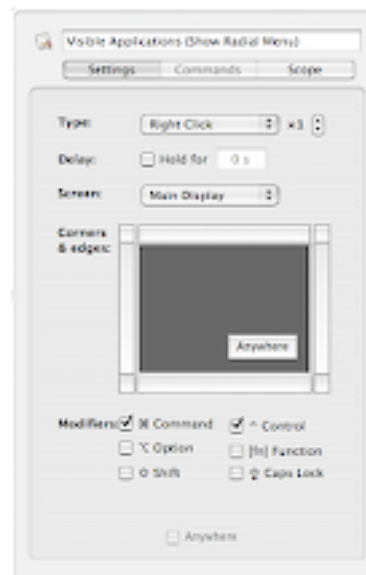 Visible Applications (Show Radial Menu)
Settings Commands Scope
Type: Right Click ×1
Delay: Hold for 0 s
Screen: Main Display
Corners
& edges:
Anywhere
Modifiers: ⌘ Command ^ Control
⌥ Option [fn] Function
⇧ Shift ⇪ Caps Lock
Anywhere